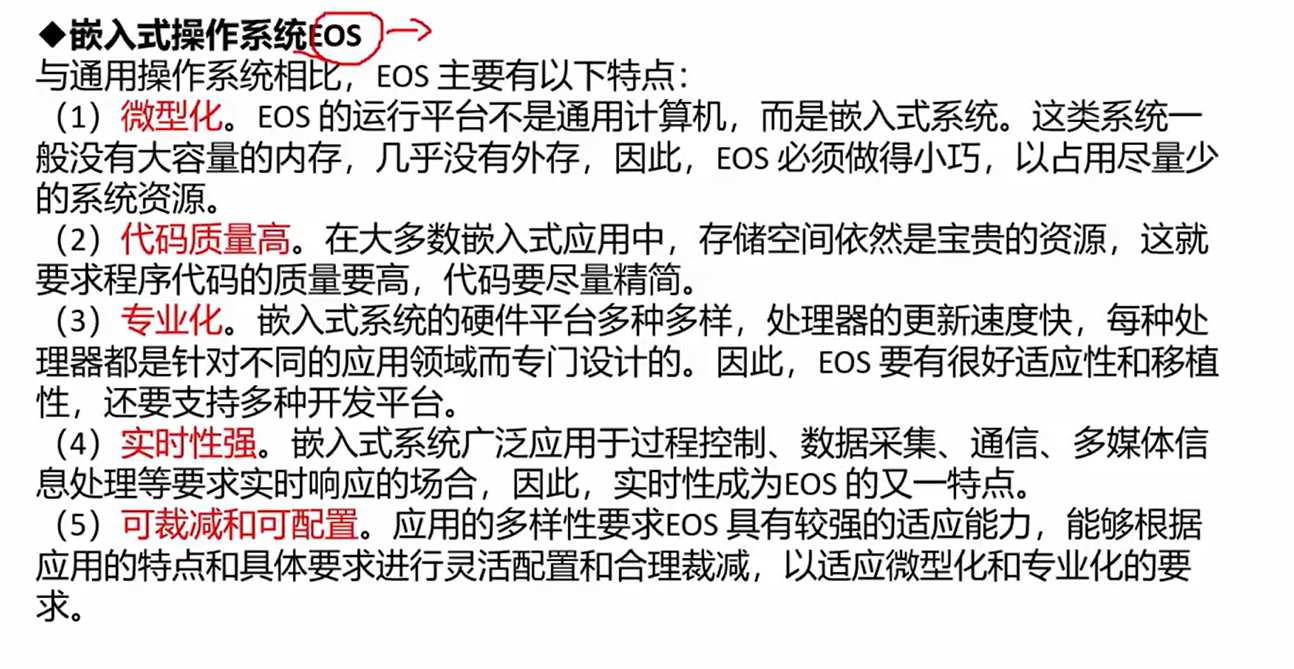 ◆嵌入式操作系统EOS
与通用操作系统相比，EOS 主要有以下特点：
（1）微型化。EOS 的运行平台不是通用计算机，而是嵌入式系统。这类系统一
般没有大容量的内存，几乎没有外存，因此，EOS 必须做得小巧，以占用尽量少
的系统资源。
（2）代码质量高。在大多数嵌入式应用中，存储空间依然是宝贵的资源，这就
要求程序代码的质量要高，代码要尽量精简。
（3）专业化。嵌入式系统的硬件平台多种多样，处理器的更新速度快，每种处
理器都是针对不同的应用领域而专门设计的。因此，EOS 要有很好适应性和移植
性，还要支持多种开发平台。
（4）实时性强。嵌入式系统广泛应用于过程控制、数据采集、通信、多媒体信
息处理等要求实时响应的场合，因此，实时性成为EOS 的又一特点。
（5）可裁减和可配置。应用的多样性要求EOS 具有较强的适应能力，能够根据
应用的特点和具体要求进行灵活配置和合理裁减，以适应微型化和专业化的要
求。